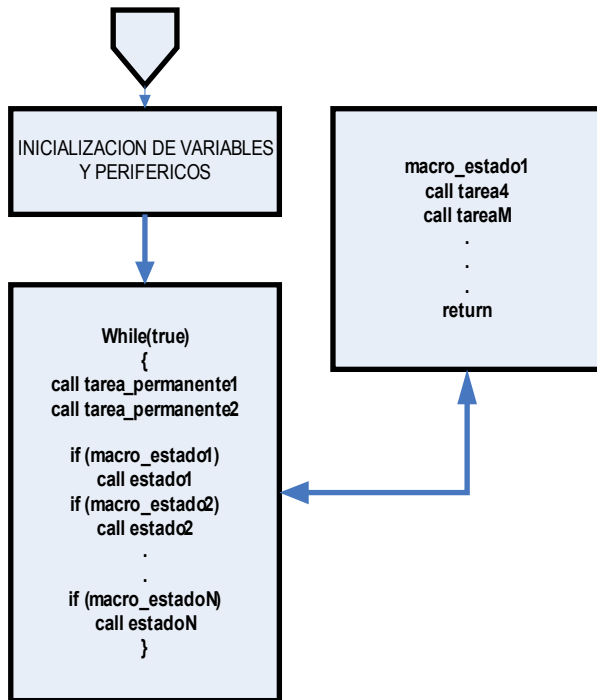 INICIALIZACION DE VARIABLES
Y PERIFERICOS
While(true)
{
call tarea_permanente1
call tarea_permanente2
if (macro_estado1)
call estado1
if (macro_estado2)
call estado2
.
.
if (macro_estadoN)
call estadoN
}
macro_estado1
call tarea4
call tareaM
.
.
.
return